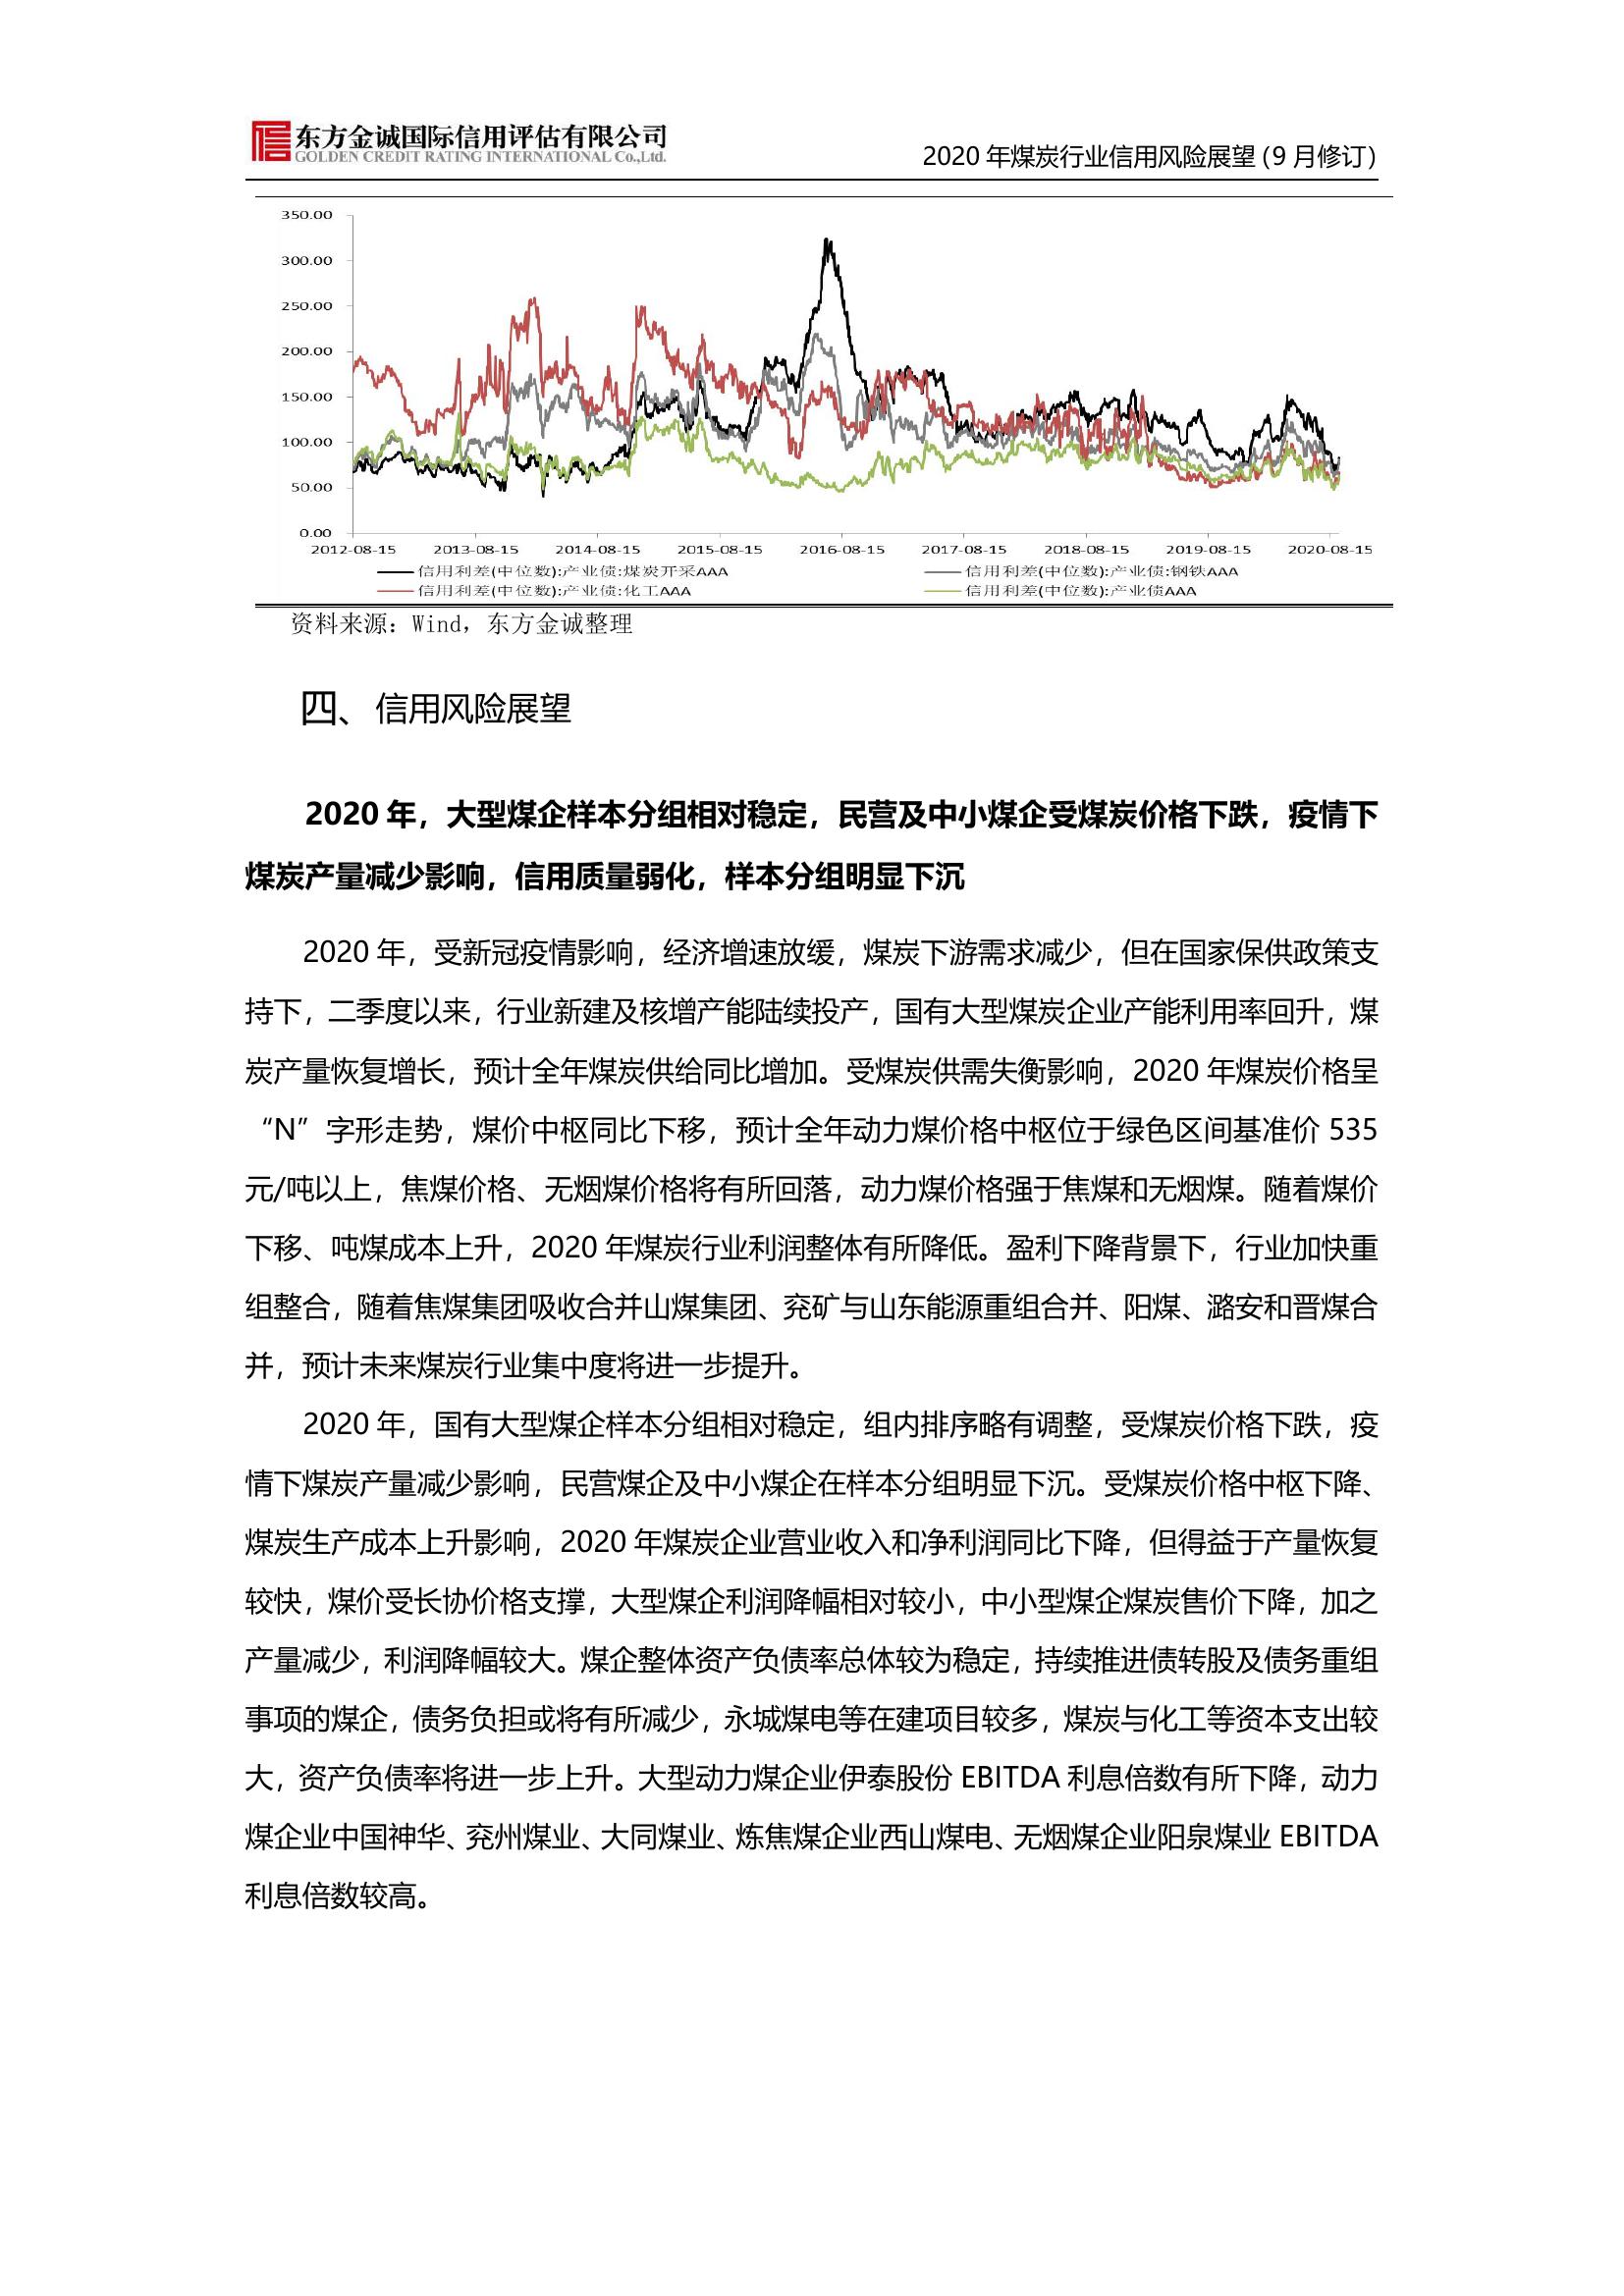 东方金诚国际信用评估有限公司
GOLDEN CREDIT RATING INTERNATIONAL Co.,Ltd.
2020 年煤炭行业信用风险展望（9 月修订）
350.00
300.00
250.00
200.00
150.00
100.00
50.00
0.00
2012-08-15 2013-08-15 2014-08-15 2015-08-15 2016-08-15 2017-08-15 2018-08-15 2019-08-15 2020-08-15
信用利差(中位数):产业债:煤炭开采AAA 信用利差(中位数):产业债:钢铁AAA
信用利差(中位数):产业债:化工AAA 信用利差(中位数):产业债AAA
资料来源：Wind，东方金诚整理
四、信用风险展望
2020 年，大型煤企样本分组相对稳定，民营及中小煤企受煤炭价格下跌，疫情下
煤炭产量减少影响，信用质量弱化，样本分组明显下沉
2020 年，受新冠疫情影响，经济增速放缓，煤炭下游需求减少，但在国家保供政策支
持下，二季度以来，行业新建及核增产能陆续投产，国有大型煤炭企业产能利用率回升，煤
炭产量恢复增长，预计全年煤炭供给同比增加。受煤炭供需失衡影响，2020 年煤炭价格呈
“N”字形走势，煤价中枢同比下移，预计全年动力煤价格中枢位于绿色区间基准价 535
元/吨以上，焦煤价格、无烟煤价格将有所回落，动力煤价格强于焦煤和无烟煤。随着煤价
下移、吨煤成本上升，2020 年煤炭行业利润整体有所降低。盈利下降背景下，行业加快重
组整合，随着焦煤集团吸收合并山煤集团、兖矿与山东能源重组合并、阳煤、潞安和晋煤合
并，预计未来煤炭行业集中度将进一步提升。
2020 年，国有大型煤企样本分组相对稳定，组内排序略有调整，受煤炭价格下跌，疫
情下煤炭产量减少影响，民营煤企及中小煤企在样本分组明显下沉。受煤炭价格中枢下降、
煤炭生产成本上升影响，2020 年煤炭企业营业收入和净利润同比下降，但得益于产量恢复
较快，煤价受长协价格支撑，大型煤企利润降幅相对较小，中小型煤企煤炭售价下降，加之
产量减少，利润降幅较大。煤企整体资产负债率总体较为稳定，持续推进债转股及债务重组
事项的煤企，债务负担或将有所减少，永城煤电等在建项目较多，煤炭与化工等资本支出较
大，资产负债率将进一步上升。大型动力煤企业伊泰股份 EBITDA 利息倍数有所下降，动力
煤企业中国神华、兖州煤业、大同煤业、炼焦煤企业西山煤电、无烟煤企业阳泉煤业 EBITDA
利息倍数较高。